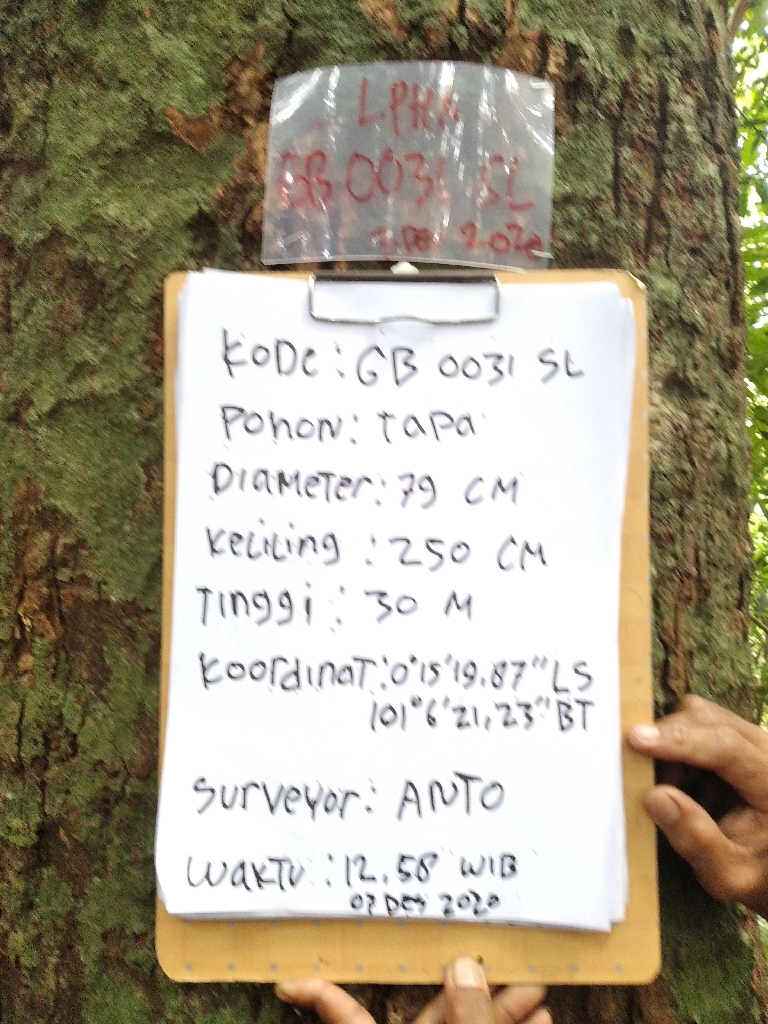 LPHA
GB 0031 SL
2020
KODE : GB 0031 SL
POHON : TAPA
DIAMETER : 79 CM
KELILING : 250 CM
TINGGI : 30 M
KOORDINAT : 0°15'19,87" LS
101°6'21,23" BT
SURVEYOR : ANTO
WAKTU : 12.58 WIB
07 DES 2020